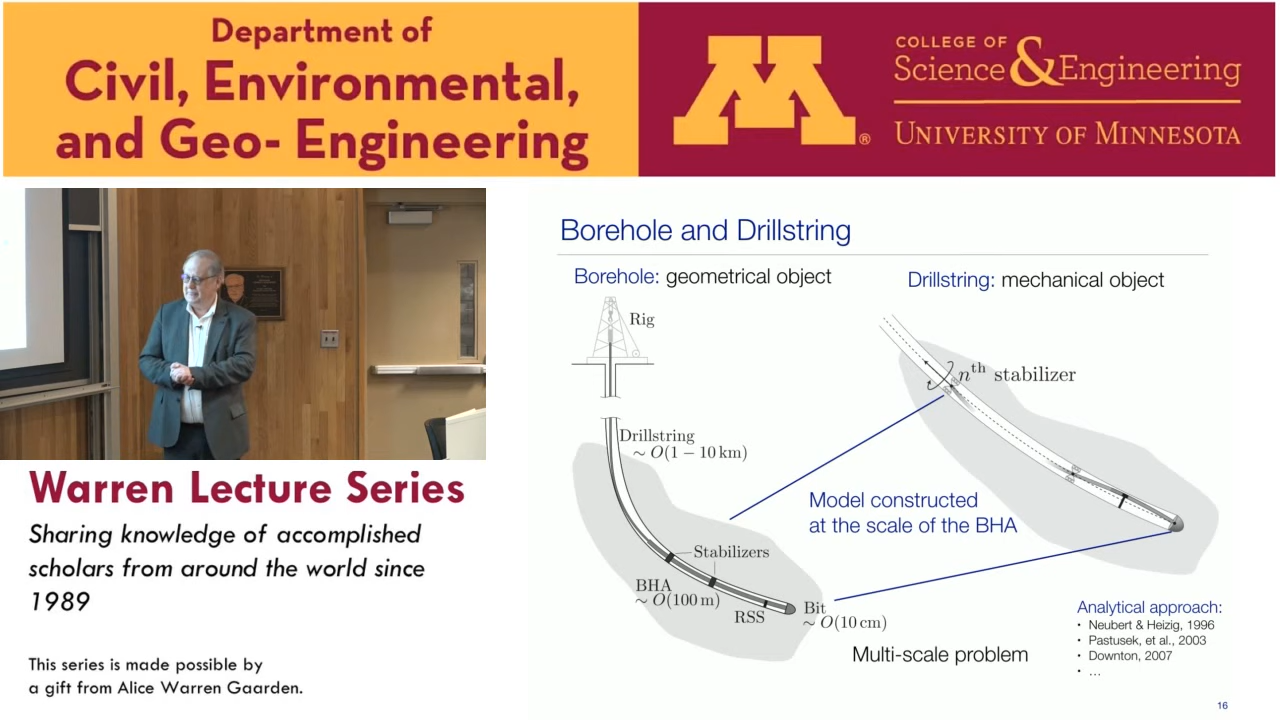 Department of
Civil, Environmental,
and Geo- Engineering
M®
COLLEGE OF
Science & Engineering
UNIVERSITY OF MINNESOTA
Warren Lecture Series
Sharing knowledge of accomplished
scholars from around the world since
1989
This series is made possible by
a gift from Alice Warren Gaarden.
Borehole and Drillstring
Borehole: geometrical object
Drillstring: mechanical object
Rig
nth stabilizer
Drillstring
~ O(1 − 10 km)
Model constructed
at the scale of the BHA
Stabilizers
BHA
~ O(100 m)
RSS
Bit
~ O(10 cm)
Multi-scale problem
Analytical approach:
• Neubert & Heizig, 1996
• Pastusek, et al., 2003
• Downton, 2007
• ...
16